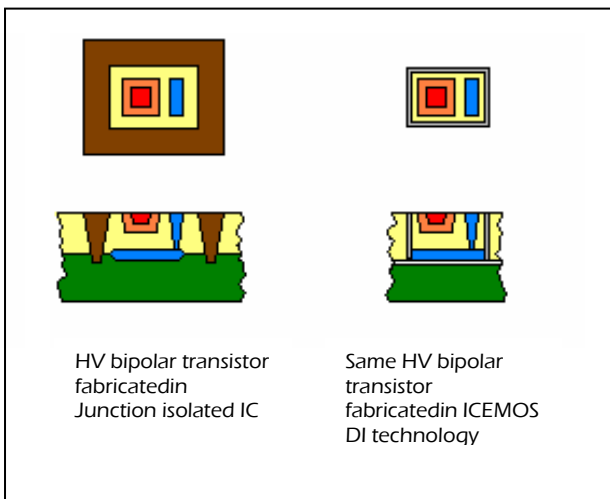 HV bipolar transistor
fabricatedin
Junction isolated IC
Same HV bipolar
transistor
fabricatedin ICEMOS
DI technology